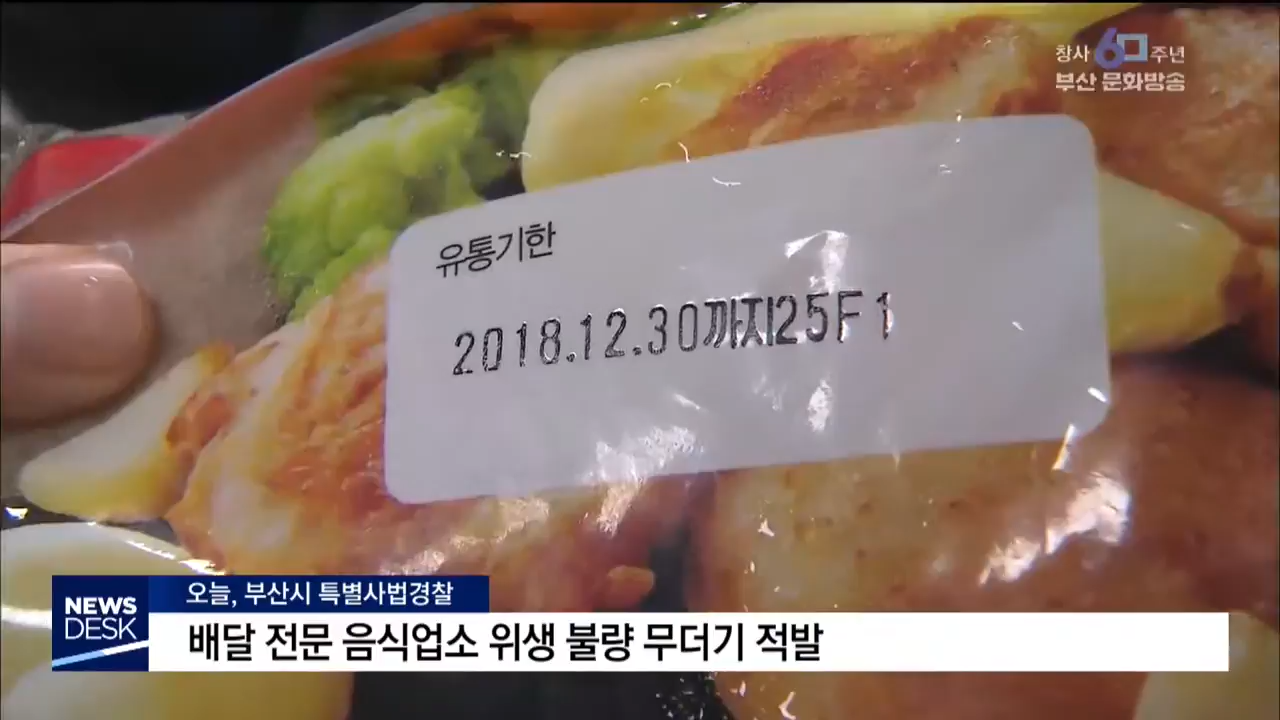 창사 60 주년
부산 문화방송
유통기한
2018.12.30까지25F1
NEWS
DESK
오늘, 부산시 특별사법경찰
배달 전문 음식업소 위생 불량 무더기 적발